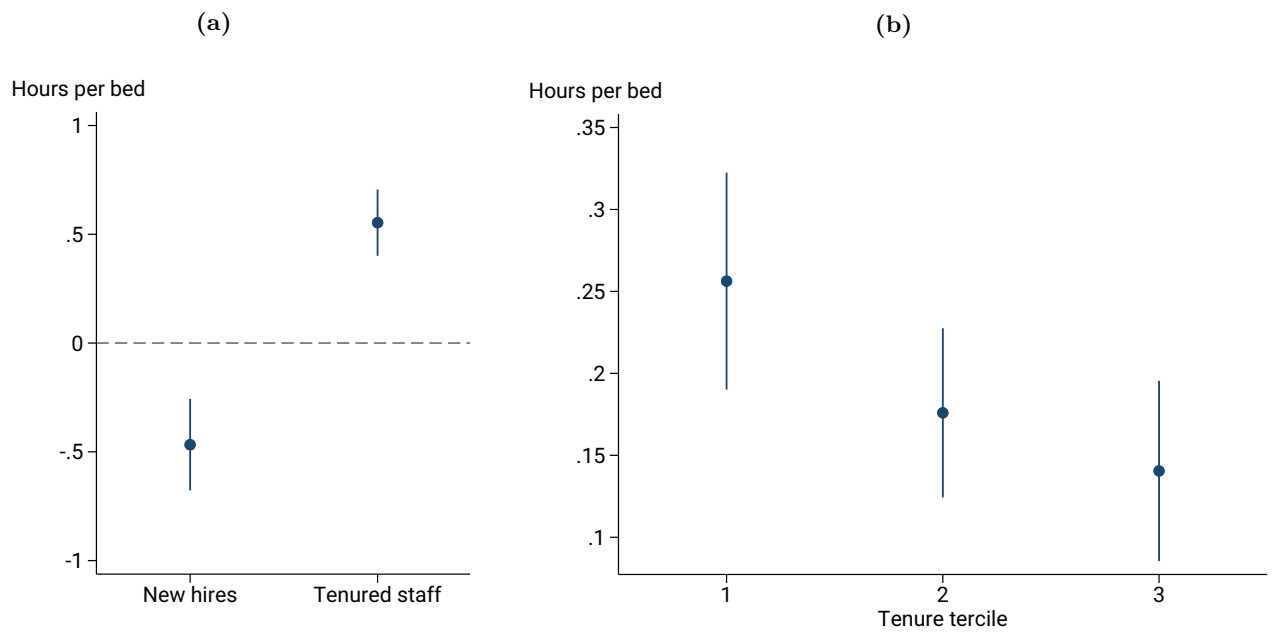 (a)
Hours per bed
1
.5
0
-.5
-1
New hires
Tenured staff
(b)
Hours per bed
.35
.3
.25
.2
.15
.1
1
2
3
Tenure tercile